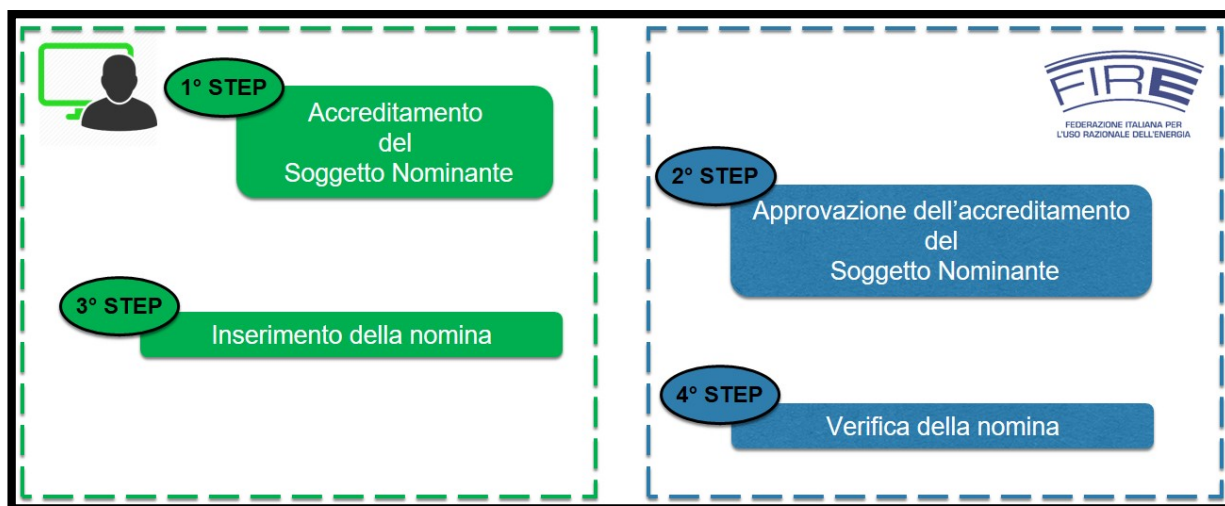 1° STEP
Accreditamento
del
Soggetto Nominante
FIRE
FEDERAZIONE ITALIANA PER
L'USO RAZIONALE DELL'ENERGIA
2° STEP
Approvazione dell'accreditamento
del
Soggetto Nominante
3° STEP
Inserimento della nomina
4° STEP
Verifica della nomina